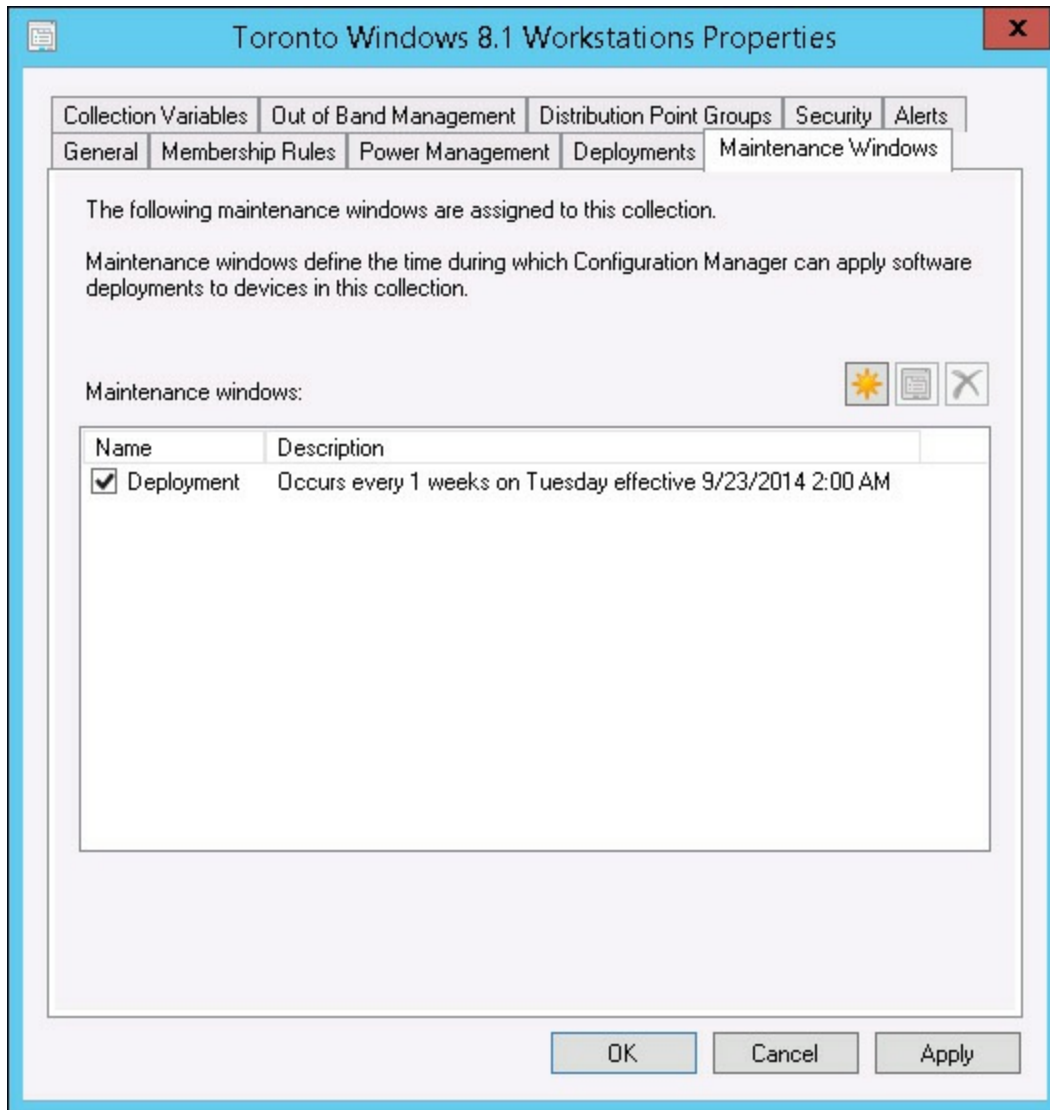 Toronto Windows 8.1 Workstations Properties
x
Collection Variables Out of Band Management Distribution Point Groups Security Alerts
General Membership Rules Power Management Deployments Maintenance Windows
The following maintenance windows are assigned to this collection.
Maintenance windows define the time during which Configuration Manager can apply software
deployments to devices in this collection.
Maintenance windows:
Name Description
Deployment Occurs every 1 weeks on Tuesday effective 9/23/2014 2:00 AM
OK Cancel Apply